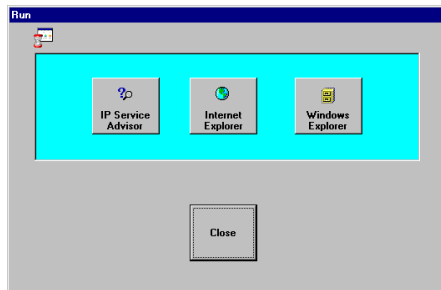 Run
IP Service
Advisor
Internet
Explorer
Windows
Explorer
Close